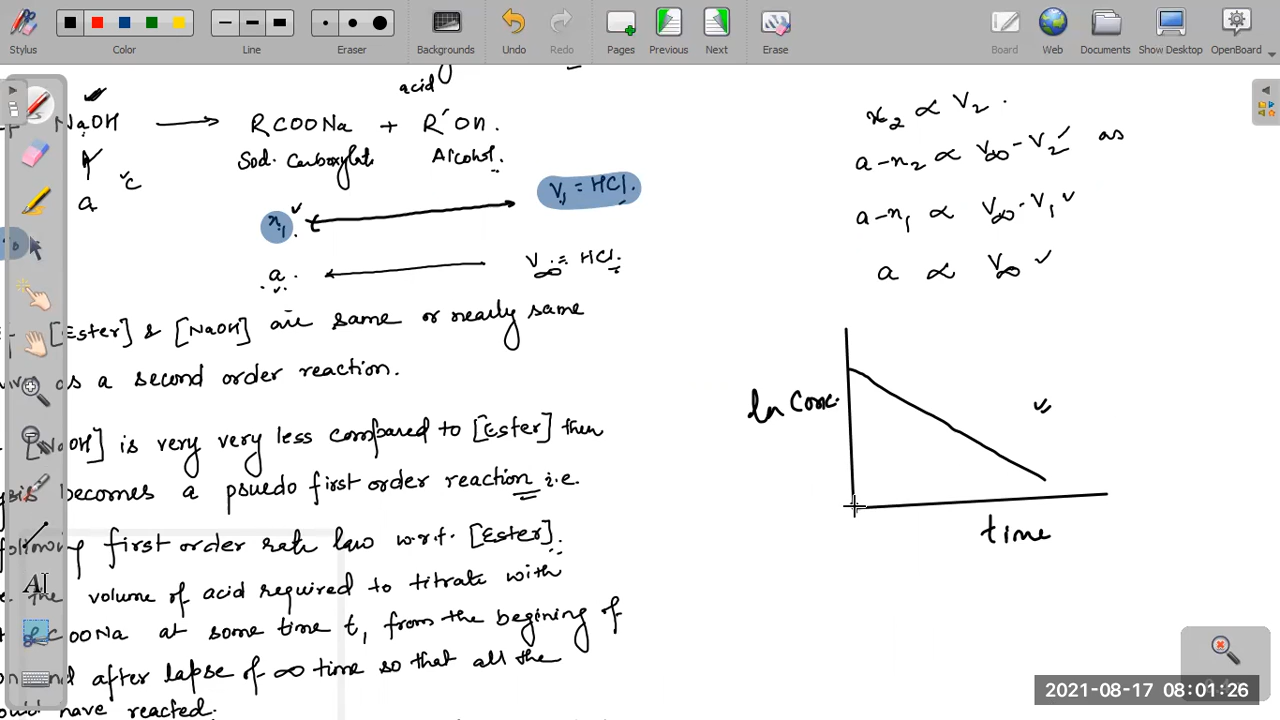 Stylus Color Line Eraser Backgrounds Undo Redo Pages Previous Next Erase Board Web Documents Show Desktop OpenBoard
acid
NaOH ⟶ RCOONa + R′OH.
Sod. Carboxylate Alcohol.
a
x₁ V₁ = HCl.
a. V∞ = HCl.
[Ester] & [NaOH] are same or nearly same
as a second order reaction.
[NaOH] is very very less compared to [Ester] then
becomes a psuedo first order reaction i.e.
following first order rate law w.r.t. [Ester].
the volume of acid required to titrate with
RCOONa at some time t, from the begining of
and after lapse of ∞ time so that all the
have reacted.
x₂ ∝ V₂.
a-x₂ ∝ V∞-V₂ as
a-x₁ ∝ V∞-V₁
a ∝ V∞
ln Conc.
time
2021-08-17 08:01:26